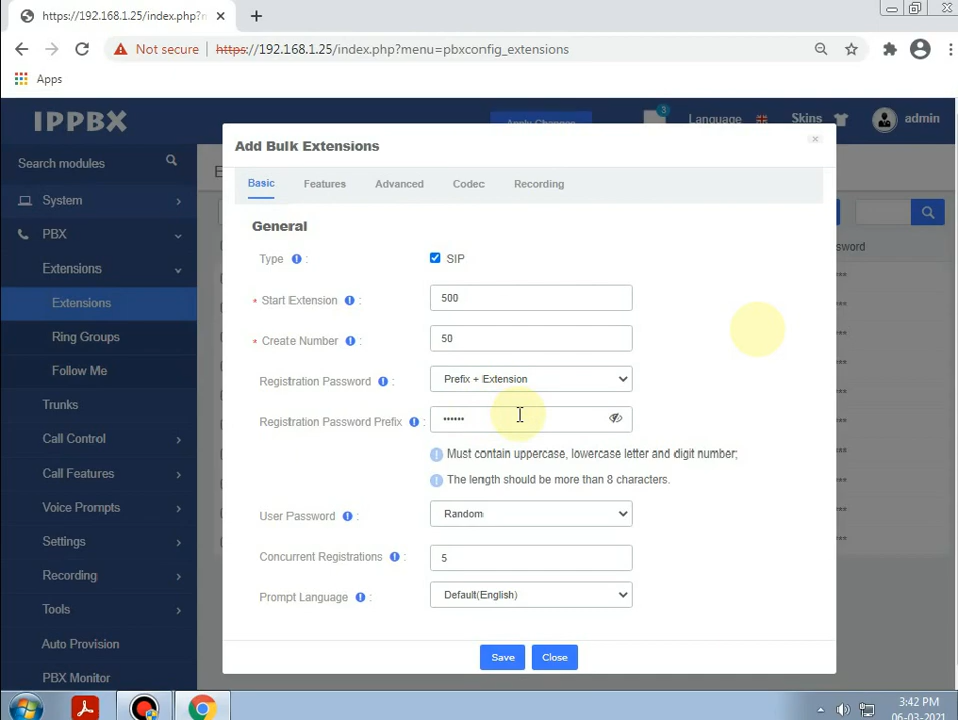 https://192.168.1.25/index.php?n
Not secure
https://192.168.1.25/index.php?menu=pbxconfig_extensions
Apps
IPPBX
Apply Changes
3
Language
Skins
admin
Search modules
System
PBX
Extensions
Extensions
Ring Groups
Follow Me
Trunks
Call Control
Call Features
Voice Prompts
Settings
Recording
Tools
Auto Provision
PBX Monitor
Add Bulk Extensions
Basic Features Advanced Codec Recording
General
Type :
SIP
* Start Extension :
500
* Create Number :
50
Registration Password :
Prefix + Extension
Registration Password Prefix :
••••••
Must contain uppercase, lowercase letter and digit number;
The length should be more than 8 characters.
User Password :
Random
Concurrent Registrations :
5
Prompt Language :
Default(English)
Save Close
3:42 PM
06-03-2021